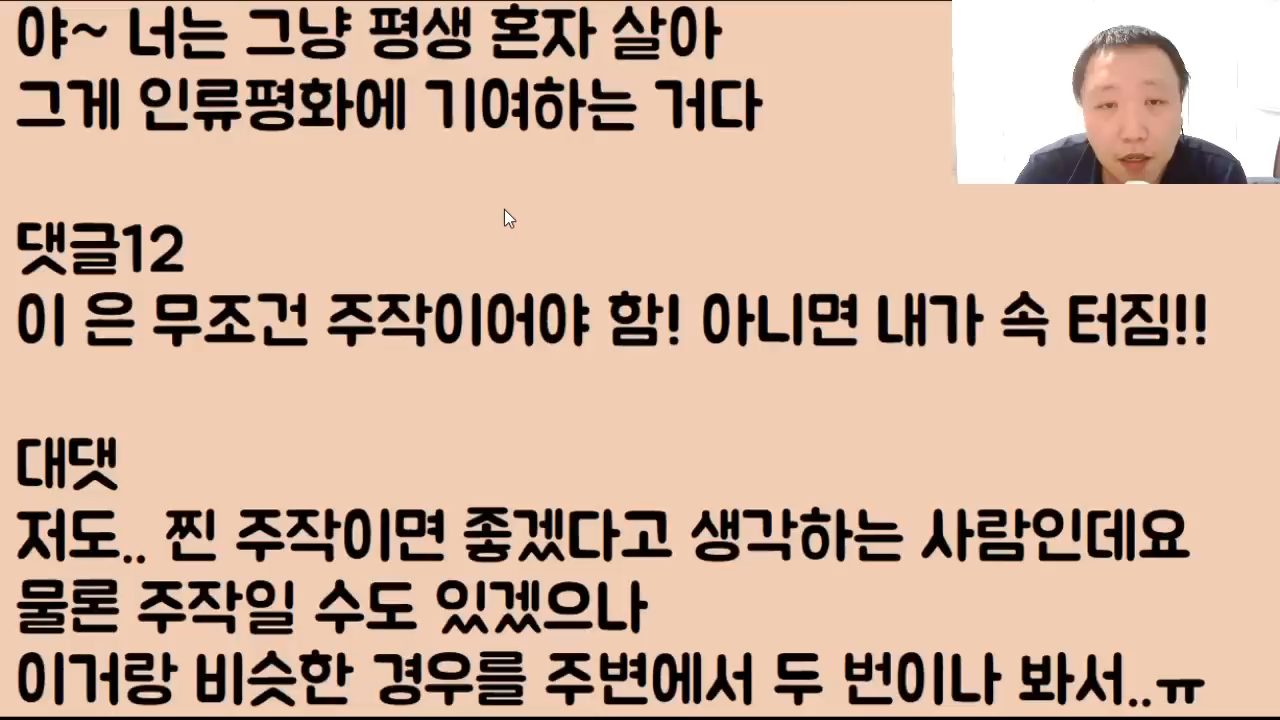 야~ 너는 그냥 평생 혼자 살아
그게 인류평화에 기여하는 거다
댓글12
이 은 무조건 주작이어야 함! 아니면 내가 속 터짐!!
대댓
저도.. 찐 주작이면 좋겠다고 생각하는 사람인데요
물론 주작일 수도 있겠으나
이거랑 비슷한 경우를 주변에서 두 번이나 봐서..ㅠ